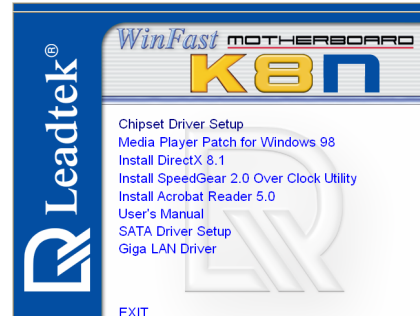 Leadtek®
WinFast MOTHERBOARD
K8N
Chipset Driver Setup
Media Player Patch for Windows 98
Install DirectX 8.1
Install SpeedGear 2.0 Over Clock Utility
Install Acrobat Reader 5.0
User's Manual
SATA Driver Setup
Giga LAN Driver
EXIT